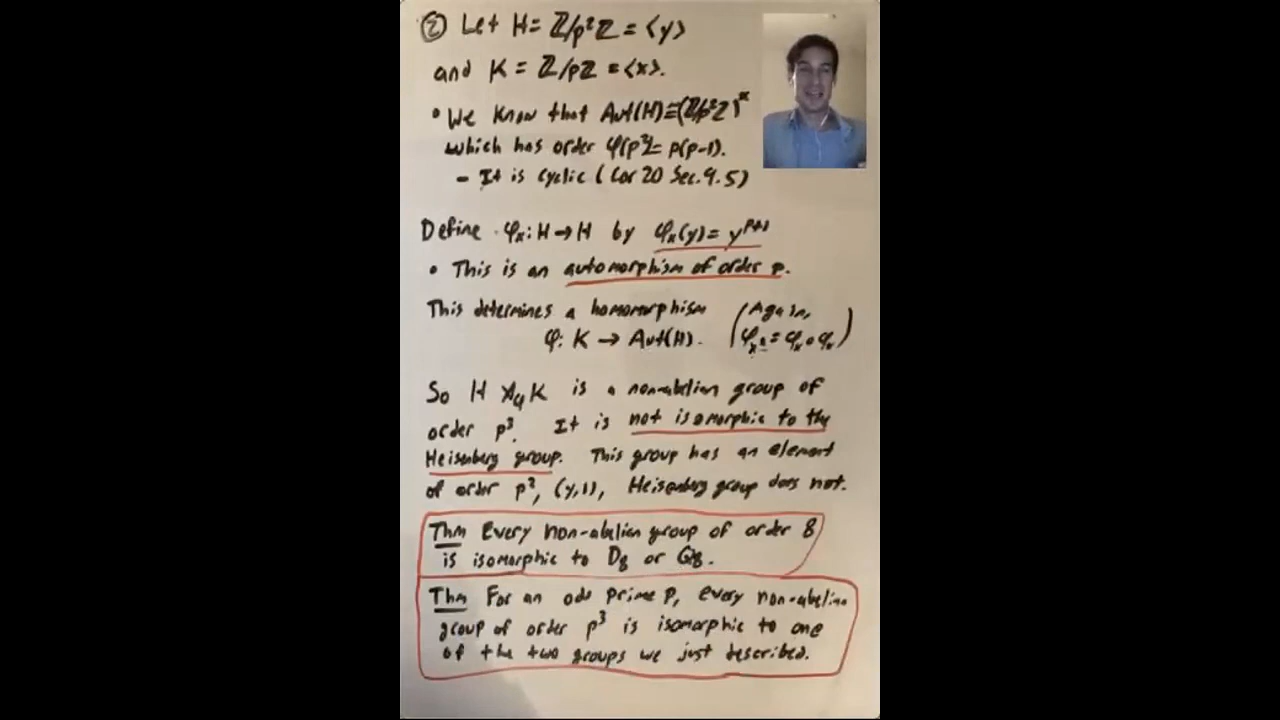 ② Let H = ℤ/p²ℤ = ⟨y⟩
and K = ℤ/pℤ = ⟨x⟩.
• We know that Aut(H) ≅ (ℤ/p²ℤ)^×
which has order φ(p²) = p(p-1).
- It is cyclic (Cor 20 Sec. 9.5)
Define φₓ: H → H by φₓ(y) = y^{p+1}
• This is an automorphism of order p.
This determines a homomorphism (Again,
φ: K → Aut(H). φ_{x²} = φₓ ∘ φₓ)
So H ⋊_φ K is a non-abelian group of
order p³. It is not isomorphic to the
Heisenberg group. This group has an element
of order p², (y,1), Heisenberg group does not.
Thm Every non-abelian group of order 8
is isomorphic to D₈ or Q₈.
Thm For an odd prime p, every non-abelian
group of order p³ is isomorphic to one
of the two groups we just described.